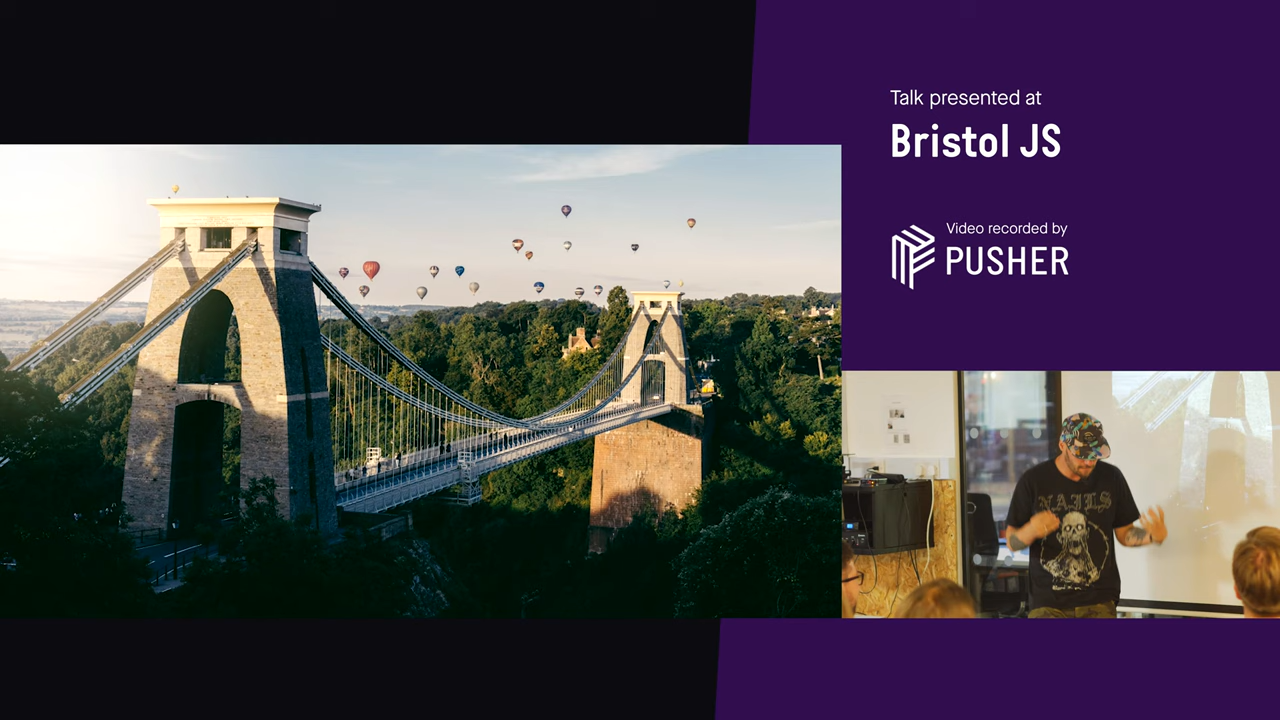 Talk presented at
Bristol JS
Video recorded by
PUSHER
NAILS